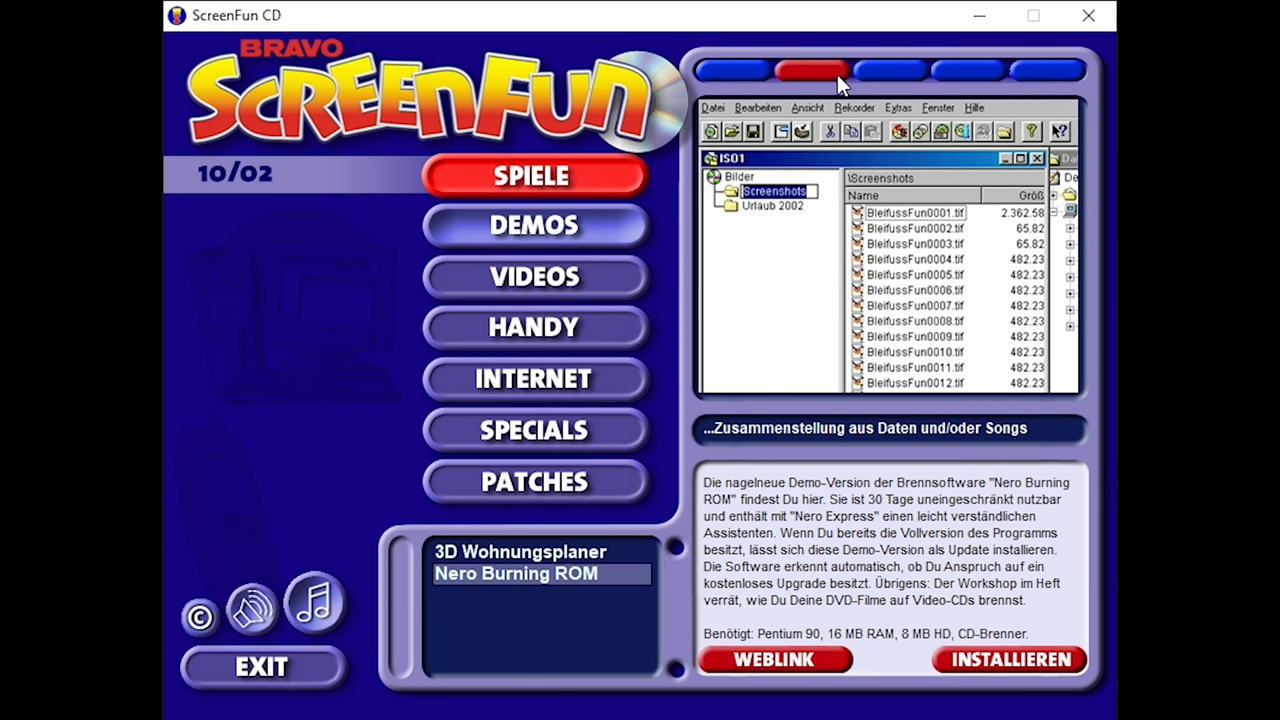 ScreenFun CD
BRAVO
SCREENFUN
10/02
SPIELE
DEMOS
VIDEOS
HANDY
INTERNET
SPECIALS
PATCHES
3D Wohnungsplaner
Nero Burning ROM
©
EXIT
Datei Bearbeiten Ansicht Rekorder Extras Fenster Hilfe
ISO1
Bilder
Screenshots
Urlaub 2002
\Screenshots
Name Größ
BleifussFun0001.tif 2.362.58
BleifussFun0002.tif 65.82
BleifussFun0003.tif 65.82
BleifussFun0004.tif 482.23
BleifussFun0005.tif 482.23
BleifussFun0006.tif 482.23
BleifussFun0007.tif 482.23
BleifussFun0008.tif 482.23
BleifussFun0009.tif 482.23
BleifussFun0010.tif 482.23
BleifussFun0011.tif 482.23
BleifussFun0012.tif 482.23
...Zusammenstellung aus Daten und/oder Songs
Die nagelneue Demo-Version der Brennsoftware "Nero Burning
ROM" findest Du hier. Sie ist 30 Tage uneingeschränkt nutzbar
und enthält mit "Nero Express" einen leicht verständlichen
Assistenten. Wenn Du bereits die Vollversion des Programms
besitzt, lässt sich diese Demo-Version als Update installieren.
Die Software erkennt automatisch, ob Du Anspruch auf ein
kostenloses Upgrade besitzt. Übrigens: Der Workshop im Heft
verrät, wie Du Deine DVD-Filme auf Video-CDs brennst.
Benötigt: Pentium 90, 16 MB RAM, 8 MB HD, CD-Brenner.
WEBLINK
INSTALLIEREN